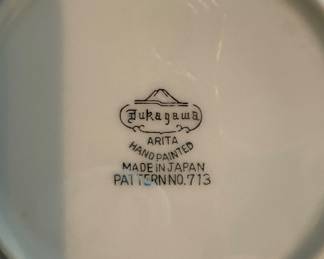 Fukagawa
ARITA
HAND PAINTED
MADE IN JAPAN
PATTERN NO. 713